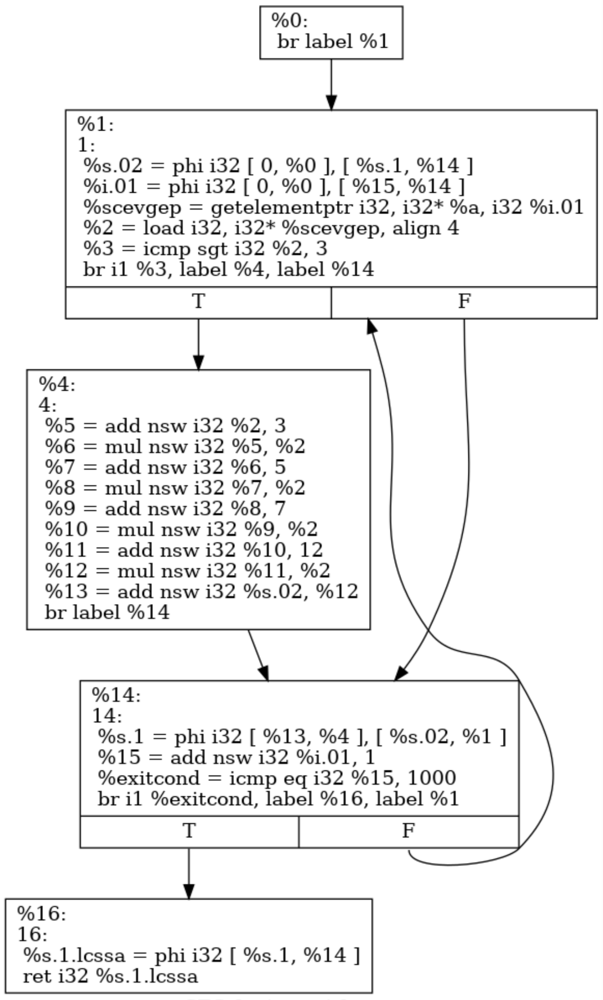 %0:
br label %1
%1:
1:
%s.02 = phi i32 [ 0, %0 ], [ %s.1, %14 ]
%i.01 = phi i32 [ 0, %0 ], [ %15, %14 ]
%scevgep = getelementptr i32, i32* %a, i32 %i.01
%2 = load i32, i32* %scevgep, align 4
%3 = icmp sgt i32 %2, 3
br i1 %3, label %4, label %14
T
F
%4:
4:
%5 = add nsw i32 %2, 3
%6 = mul nsw i32 %5, %2
%7 = add nsw i32 %6, 5
%8 = mul nsw i32 %7, %2
%9 = add nsw i32 %8, 7
%10 = mul nsw i32 %9, %2
%11 = add nsw i32 %10, 12
%12 = mul nsw i32 %11, %2
%13 = add nsw i32 %s.02, %12
br label %14
%14:
14:
%s.1 = phi i32 [ %13, %4 ], [ %s.02, %1 ]
%15 = add nsw i32 %i.01, 1
%exitcond = icmp eq i32 %15, 1000
br i1 %exitcond, label %16, label %1
T
F
%16:
16:
%s.1.lcssa = phi i32 [ %s.1, %14 ]
ret i32 %s.1.lcssa